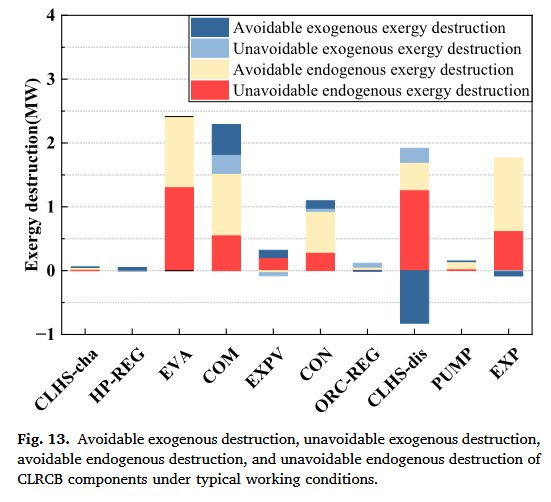 4
3
2
1
0
−1
Exergy destruction(MW)
Avoidable exogenous exergy destruction
Unavoidable exogenous exergy destruction
Avoidable endogenous exergy destruction
Unavoidable endogenous exergy destruction
CLHS-cha
HP-REG
EVA
COM
EXPV
CON
ORC-REG
CLHS-dis
PUMP
EXP
Fig. 13. Avoidable exogenous destruction, unavoidable exogenous destruction,
avoidable endogenous destruction, and unavoidable endogenous destruction of
CLRCB components under typical working conditions.